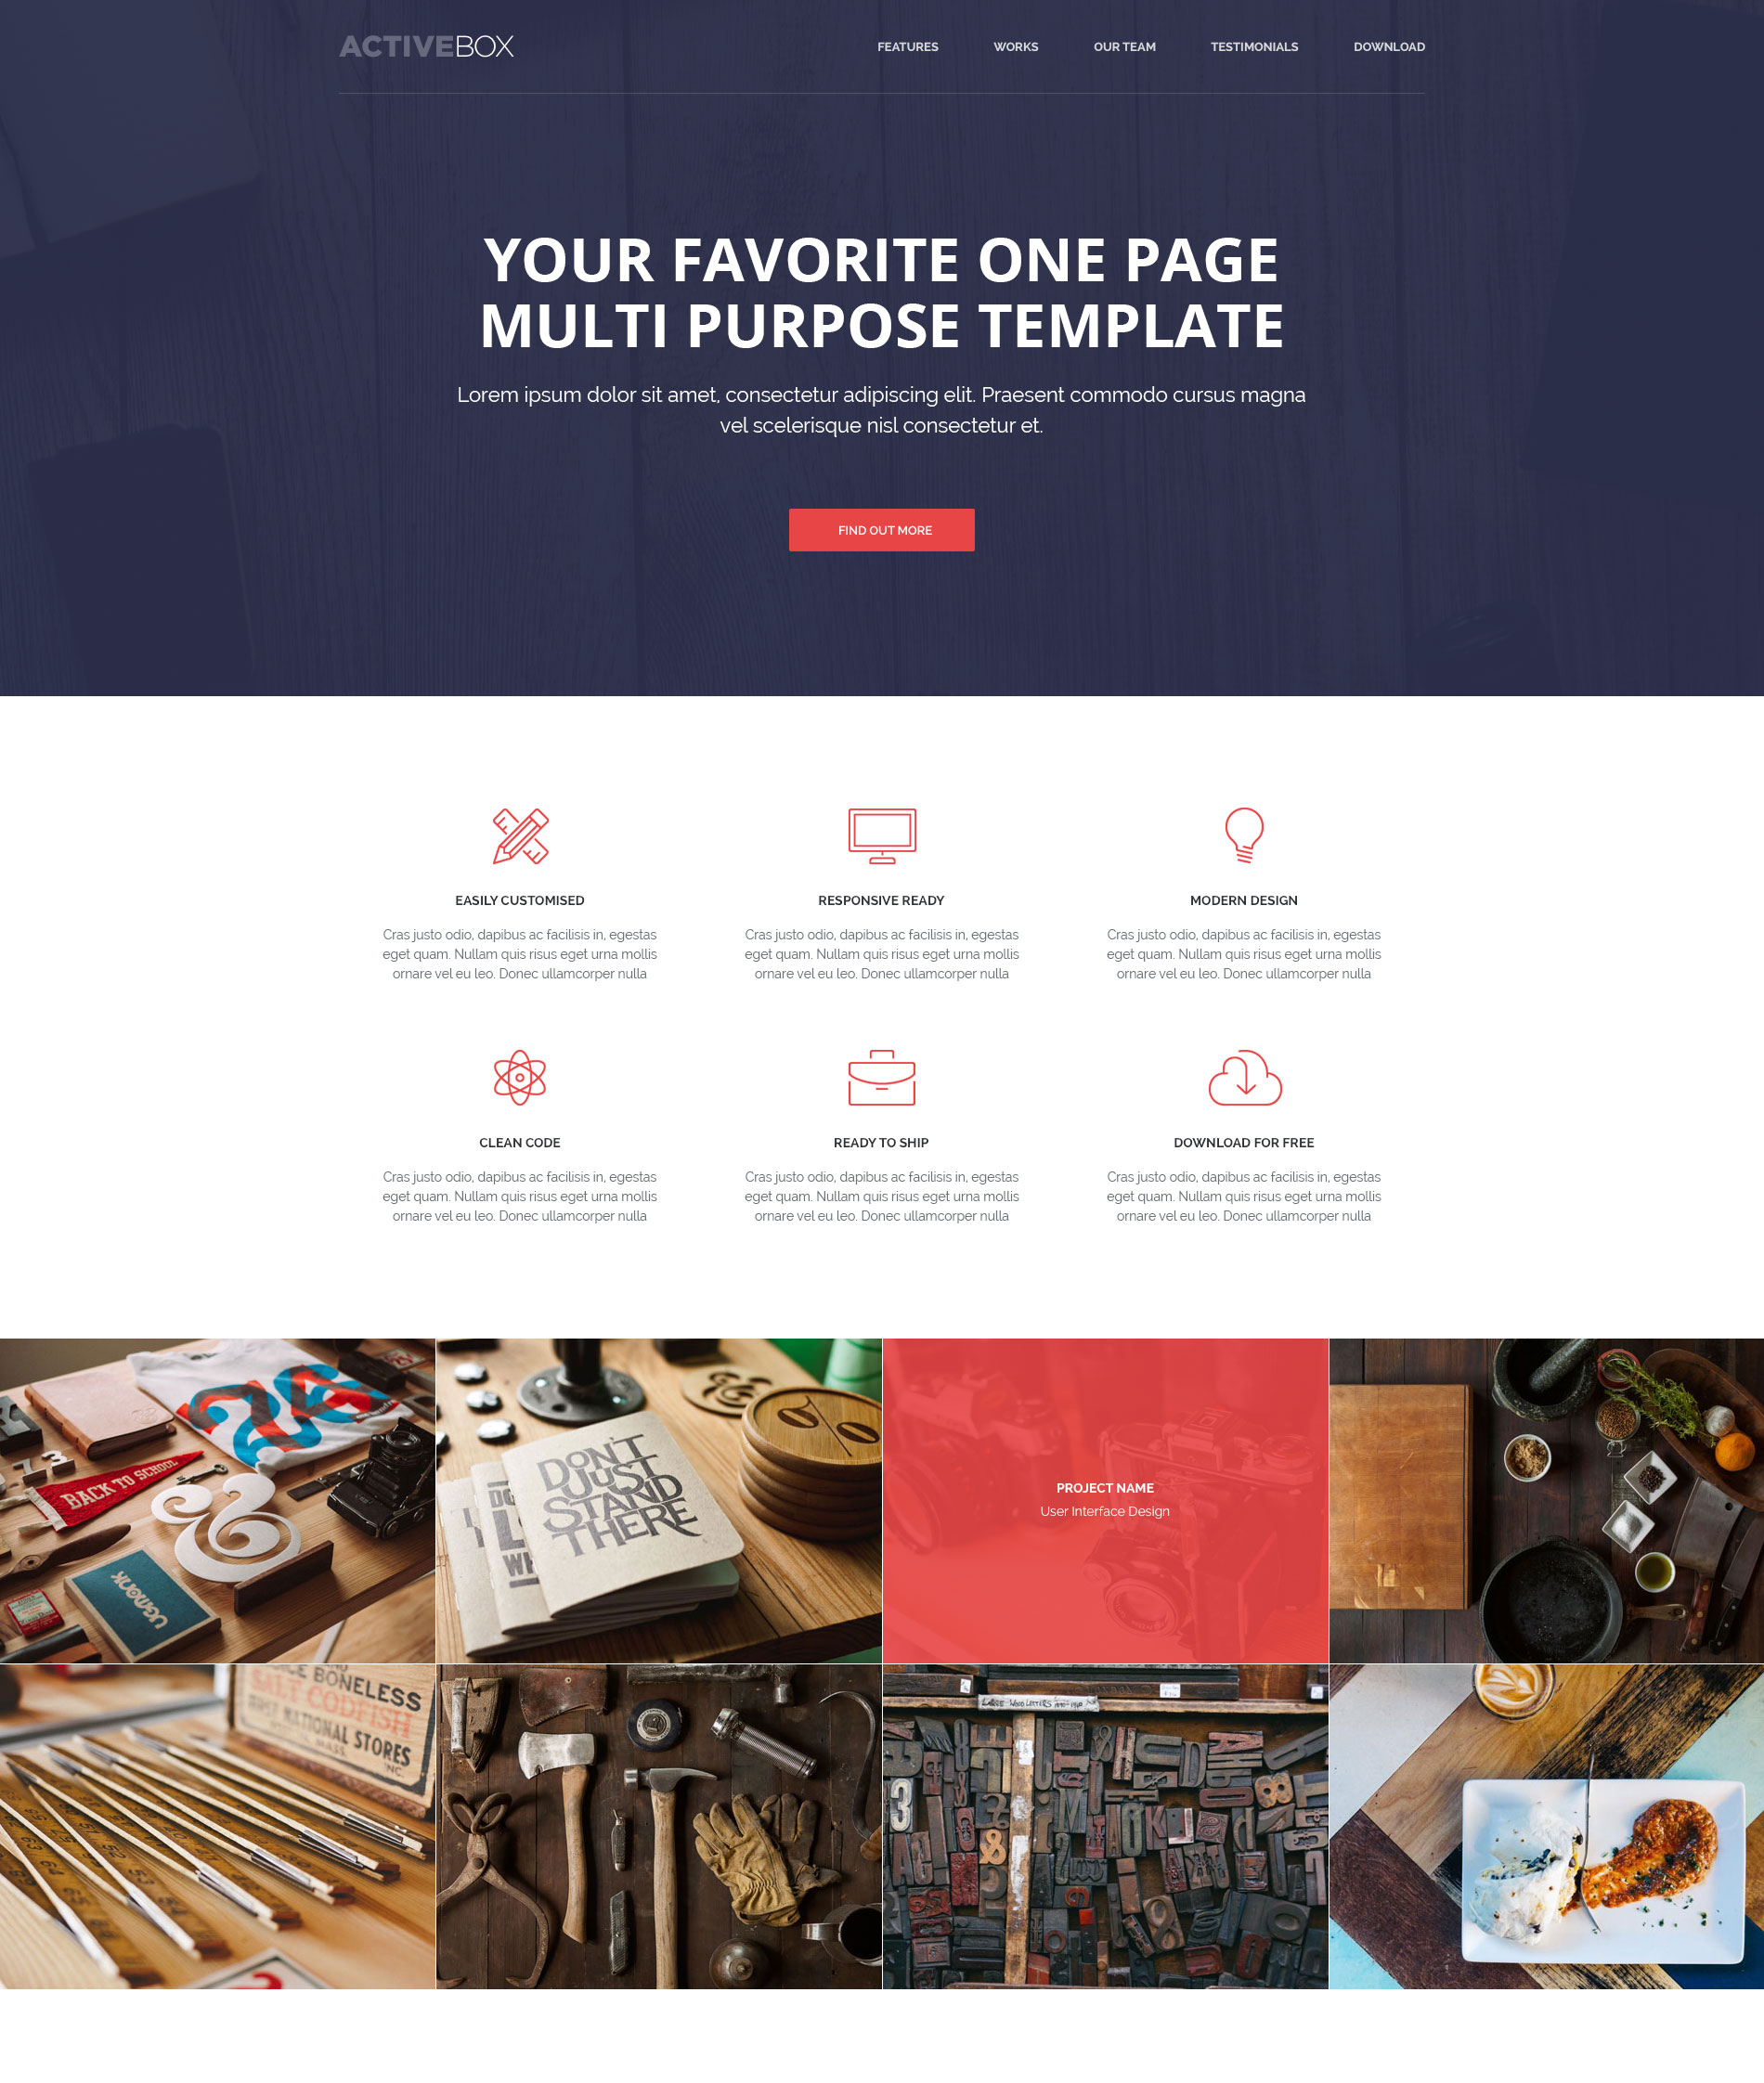 ACTIVEBOX
FEATURES WORKS OUR TEAM TESTIMONIALS DOWNLOAD
YOUR FAVORITE ONE PAGE
MULTI PURPOSE TEMPLATE
Lorem ipsum dolor sit amet, consectetur adipiscing elit. Praesent commodo cursus magna
vel scelerisque nisl consectetur et.
FIND OUT MORE
EASILY CUSTOMISED
Cras justo odio, dapibus ac facilisis in, egestas
eget quam. Nullam quis risus eget urna mollis
ornare vel eu leo. Donec ullamcorper nulla
RESPONSIVE READY
Cras justo odio, dapibus ac facilisis in, egestas
eget quam. Nullam quis risus eget urna mollis
ornare vel eu leo. Donec ullamcorper nulla
MODERN DESIGN
Cras justo odio, dapibus ac facilisis in, egestas
eget quam. Nullam quis risus eget urna mollis
ornare vel eu leo. Donec ullamcorper nulla
CLEAN CODE
Cras justo odio, dapibus ac facilisis in, egestas
eget quam. Nullam quis risus eget urna mollis
ornare vel eu leo. Donec ullamcorper nulla
READY TO SHIP
Cras justo odio, dapibus ac facilisis in, egestas
eget quam. Nullam quis risus eget urna mollis
ornare vel eu leo. Donec ullamcorper nulla
DOWNLOAD FOR FREE
Cras justo odio, dapibus ac facilisis in, egestas
eget quam. Nullam quis risus eget urna mollis
ornare vel eu leo. Donec ullamcorper nulla
BACK TO SCHOOL
&
DON'T
JUST
STAND
THERE
PROJECT NAME
User Interface Design
BONELESS
SALT CODFISH
NATIONAL STORES
MASS.
INC.
3
&